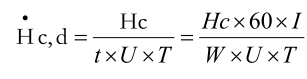 Ḣc,d = Hc / (t×U×T) = Hc×60×I / (W×U×T)